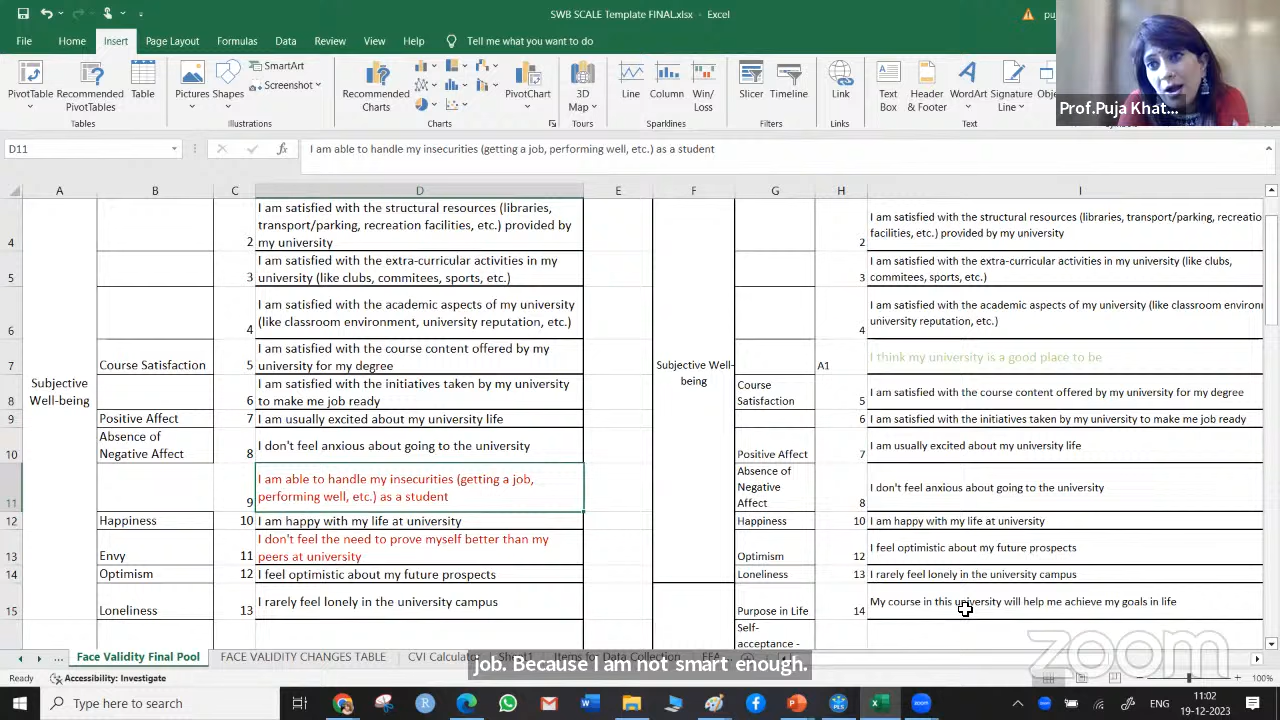 SWB SCALE Template FINAL.xlsx - Excel
File Home Insert Page Layout Formulas Data Review View Help Tell me what you want to do
PivotTable Recommended PivotTables Table
Tables
Pictures Shapes SmartArt Screenshot
Illustrations
Recommended Charts PivotChart
Charts
3D Map
Tours
Line Column Win/Loss
Sparklines
Slicer Timeline
Filters
Link
Links
Text Box Header & Footer WordArt Signature Line
Text
Prof.Puja Khat...
D11
fx
I am able to handle my insecurities (getting a job, performing well, etc.) as a student
A B C D E F G H I
4
2
I am satisfied with the structural resources (libraries,
transport/parking, recreation facilities, etc.) provided by
my university
2
I am satisfied with the structural resources (libraries, transport/parking, recreatio
facilities, etc.) provided by my university
5
3
I am satisfied with the extra-curricular activities in my
university (like clubs, commitees, sports, etc.)
3
I am satisfied with the extra-curricular activities in my university (like clubs,
commitees, sports, etc.)
6
4
I am satisfied with the academic aspects of my university
(like classroom environment, university reputation, etc.)
4
I am satisfied with the academic aspects of my university (like classroom environ
university reputation, etc.)
7
Course Satisfaction
5
I am satisfied with the course content offered by my
university for my degree
Subjective Well-
being
A1
I think my university is a good place to be
Subjective
Well-being
8
6
I am satisfied with the initiatives taken by my university
to make me job ready
Course
Satisfaction
5
I am satisfied with the course content offered by my university for my degree
9
Positive Affect
7
I am usually excited about my university life
6
I am satisfied with the initiatives taken by my university to make me job ready
10
Absence of
Negative Affect
8
I don't feel anxious about going to the university
Positive Affect
7
I am usually excited about my university life
11
9
I am able to handle my insecurities (getting a job,
performing well, etc.) as a student
Absence of
Negative
Affect
8
I don't feel anxious about going to the university
12
Happiness
10
I am happy with my life at university
Happiness
10
I am happy with my life at university
13
Envy
11
I don't feel the need to prove myself better than my
peers at university
Optimism
12
I feel optimistic about my future prospects
14
Optimism
12
I feel optimistic about my future prospects
Loneliness
13
I rarely feel lonely in the university campus
15
Loneliness
13
I rarely feel lonely in the university campus
Purpose in Life
14
My course in this university will help me achieve my goals in life
Self-
acceptance -
zoom
... Face Validity Final Pool FACE VALIDITY CHANGES TABLE
job. Because I am not smart enough.
Ready Accessibility: Investigate
100%
Type here to search
ENG
11:02
19-12-2023